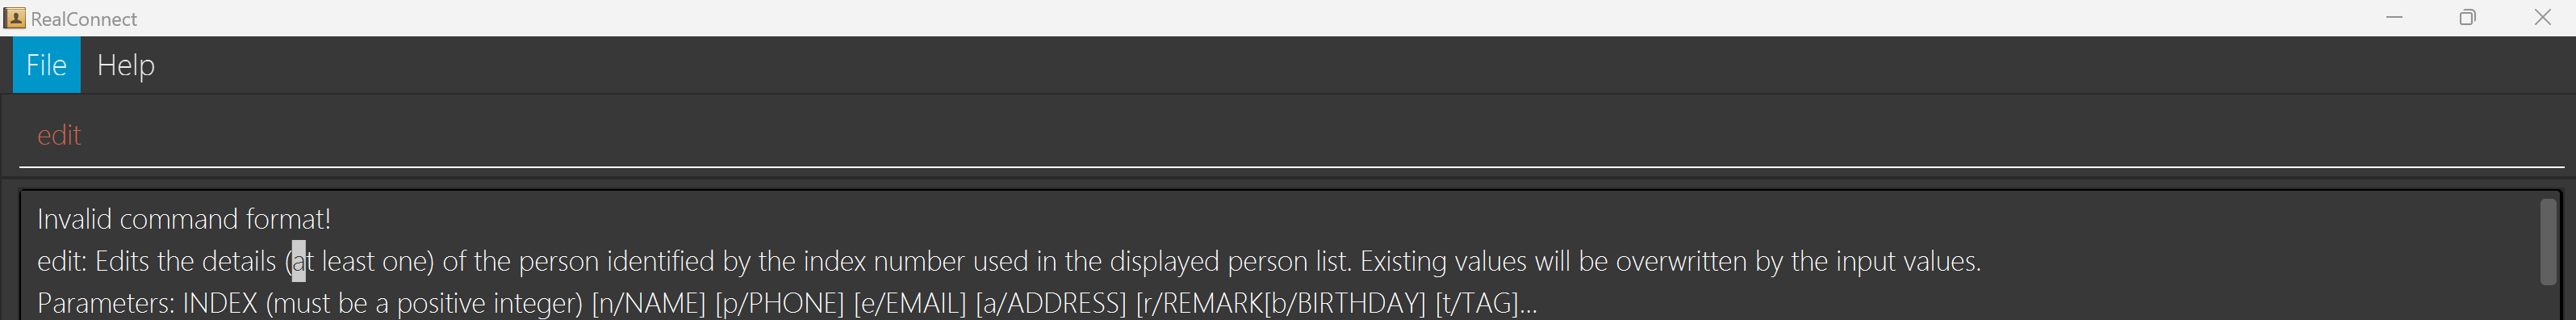 RealConnect
File Help
edit
Invalid command format!
edit: Edits the details (at least one) of the person identified by the index number used in the displayed person list. Existing values will be overwritten by the input values.
Parameters: INDEX (must be a positive integer) [n/NAME] [p/PHONE] [e/EMAIL] [a/ADDRESS] [r/REMARK[b/BIRTHDAY] [t/TAG]...